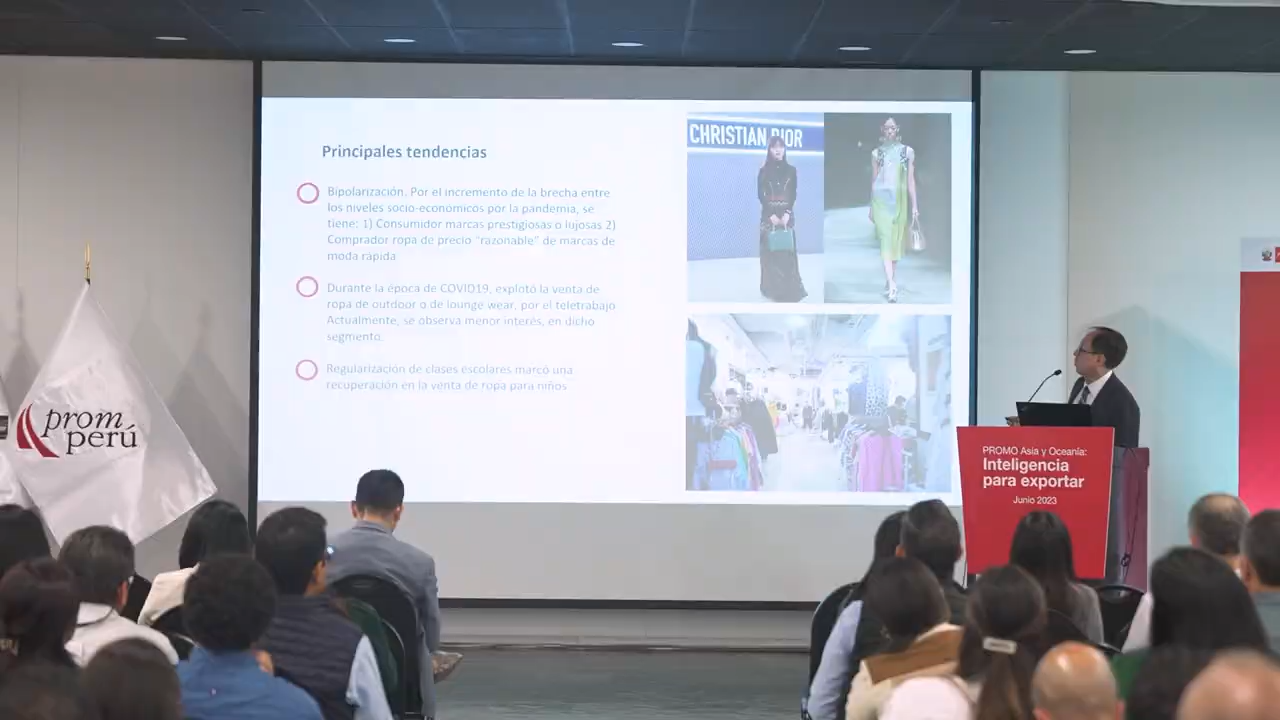 Principales tendencias
Bipolarización. Por el incremento de la brecha entre
los niveles socio-económicos por la pandemia, se
tiene: 1) Consumidor marcas prestigiosas o lujosas 2)
Comprador ropa de precio "razonable" de marcas de
moda rápida
Durante la época de COVID19, explotó la venta de
ropa de outdoor o de lounge wear, por el teletrabajo
Actualmente, se observa menor interés, en dicho
segmento.
Regularización de clases escolares marcó una
recuperación en la venta de ropa para niños
CHRISTIAN DIOR
prom
perú
PROMO Asia y Oceanía:
Inteligencia
para exportar
Junio 2023